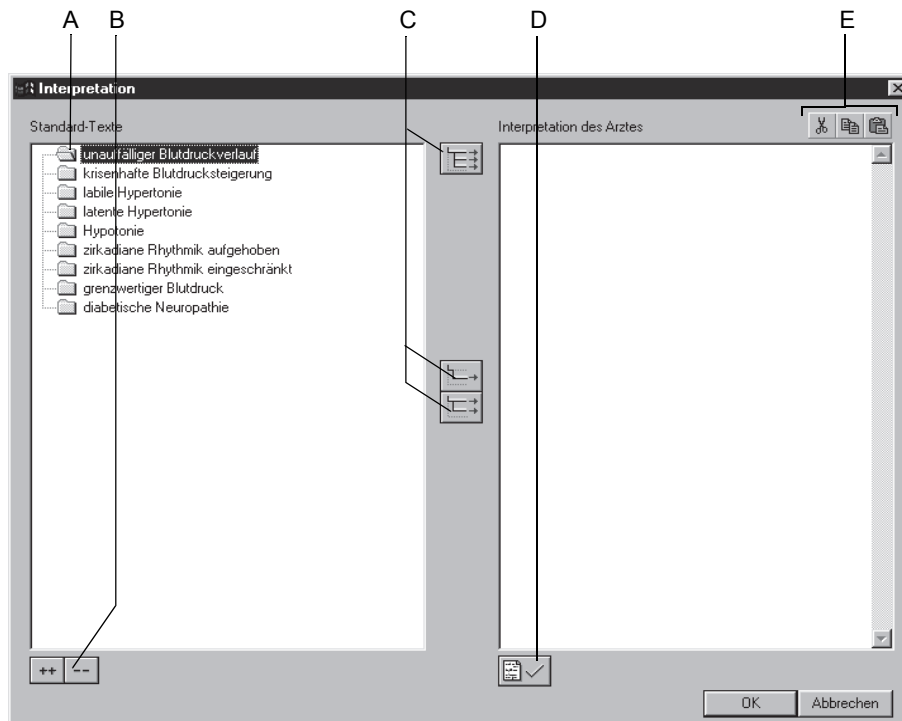 A B C D E
Interpretation
Standard-Texte Interpretation des Arztes
unauffälliger Blutdruckverlauf
krisenhafte Blutdrucksteigerung
labile Hypertonie
latente Hypertonie
Hypotonie
zirkadiane Rhythmik aufgehoben
zirkadiane Rhythmik eingeschränkt
grenzwertiger Blutdruck
diabetische Neuropathie
++ --
OK Abbrechen